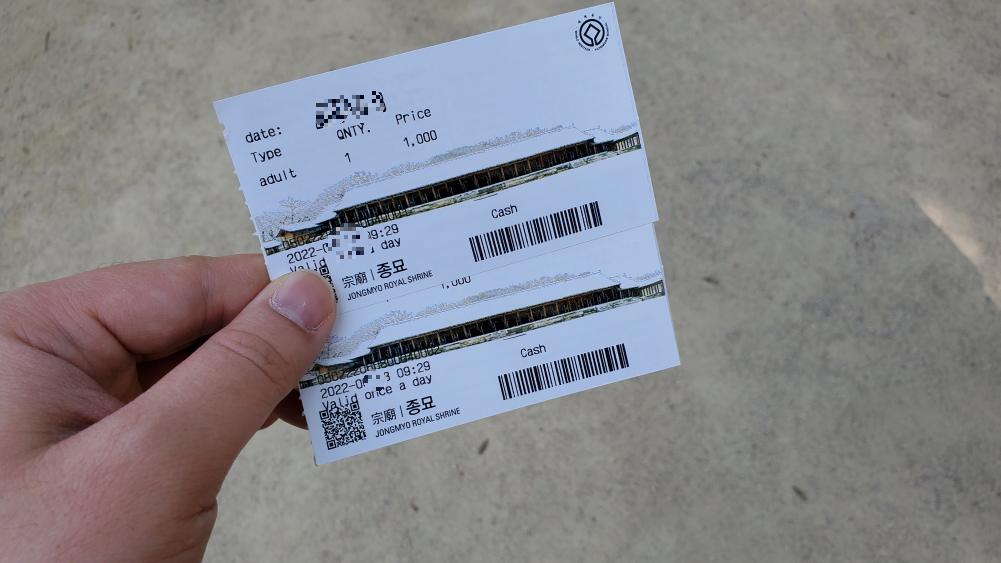 date:
Type QNTY. Price
adult 1 1,000
Cash
09:29
Valid a day
宗廟 | 종묘
JONGMYO ROYAL SHRINE
1,000
Cash
09:29
Valid once a day
宗廟 | 종묘
JONGMYO ROYAL SHRINE